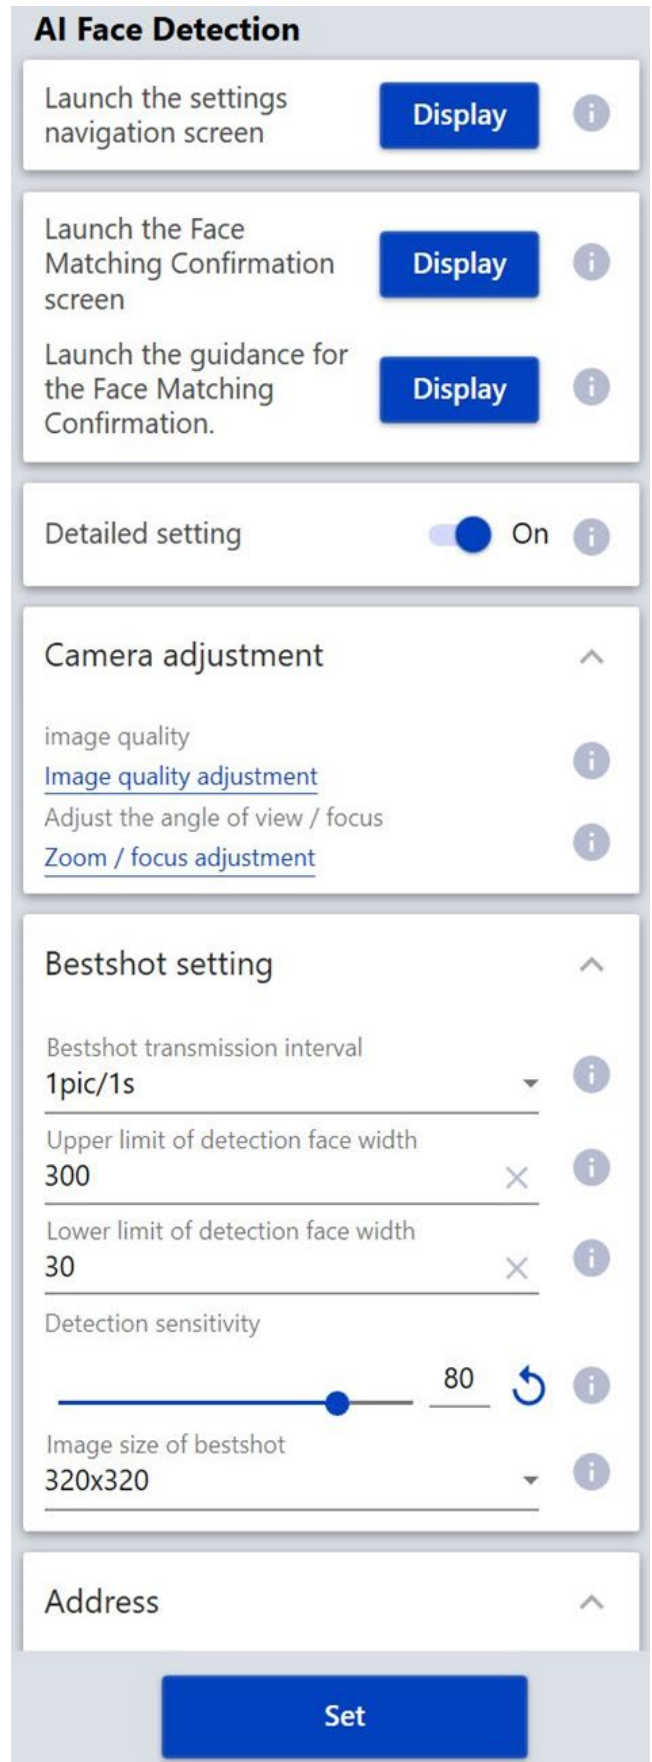 AI Face Detection
Launch the settings
navigation screen
Display
Launch the Face
Matching Confirmation
screen
Display
Launch the guidance for
the Face Matching
Confirmation.
Display
Detailed setting
On
Camera adjustment
image quality
Image quality adjustment
Adjust the angle of view / focus
Zoom / focus adjustment
Bestshot setting
Bestshot transmission interval
1pic/1s
Upper limit of detection face width
300
Lower limit of detection face width
30
Detection sensitivity
80
Image size of bestshot
320x320
Address
Set